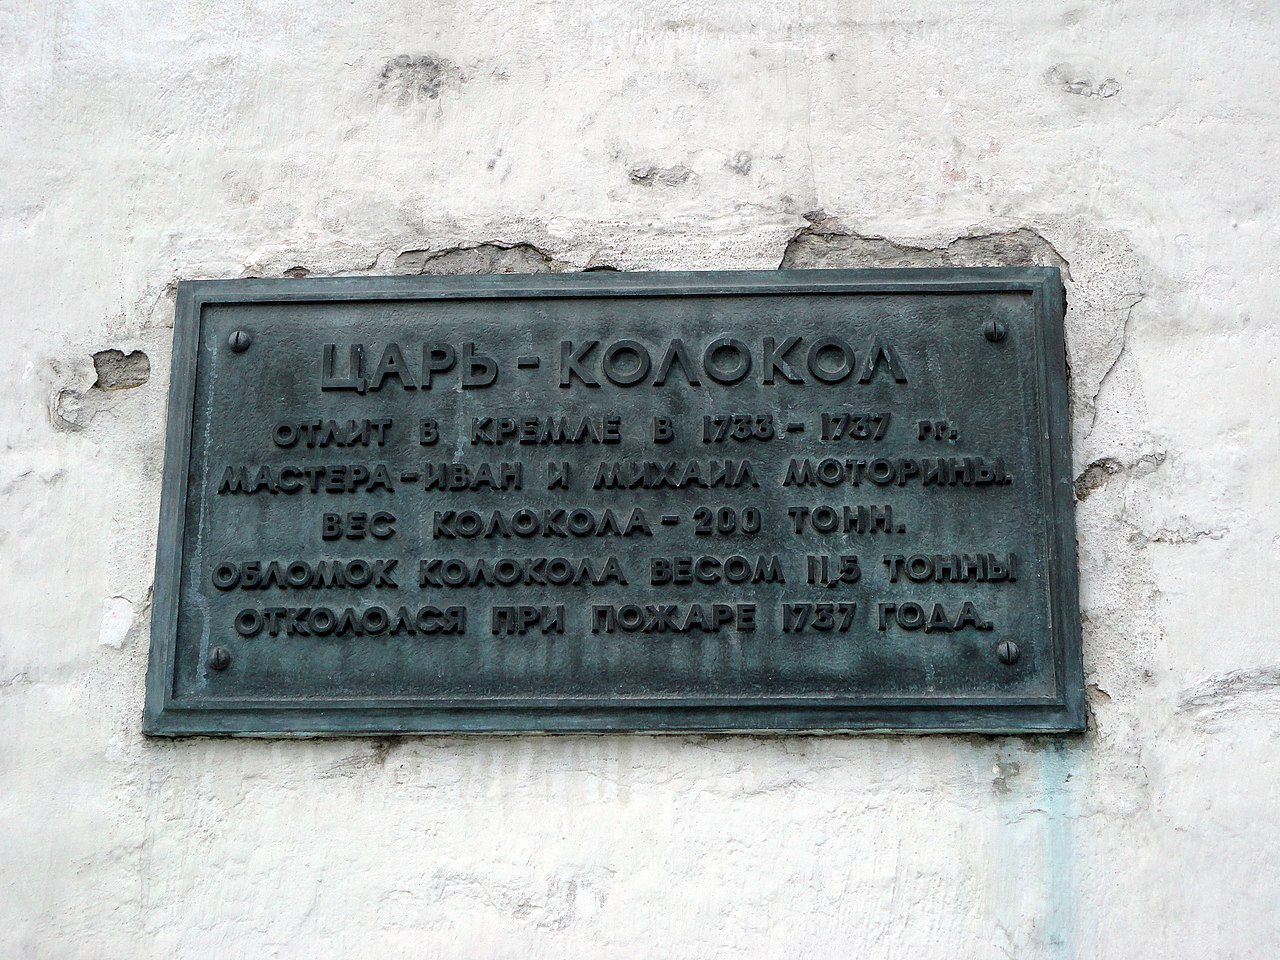 ЦАРЬ - КОЛОКОЛ
ОТЛИТ В КРЕМЛЕ В 1733 - 1737 гг.
МАСТЕРА - ИВАН И МИХАИЛ МОТОРИНЫ.
ВЕС КОЛОКОЛА - 200 ТОНН.
ОБЛОМОК КОЛОКОЛА ВЕСОМ 11,5 ТОННЫ
ОТКОЛОЛСЯ ПРИ ПОЖАРЕ 1737 ГОДА.